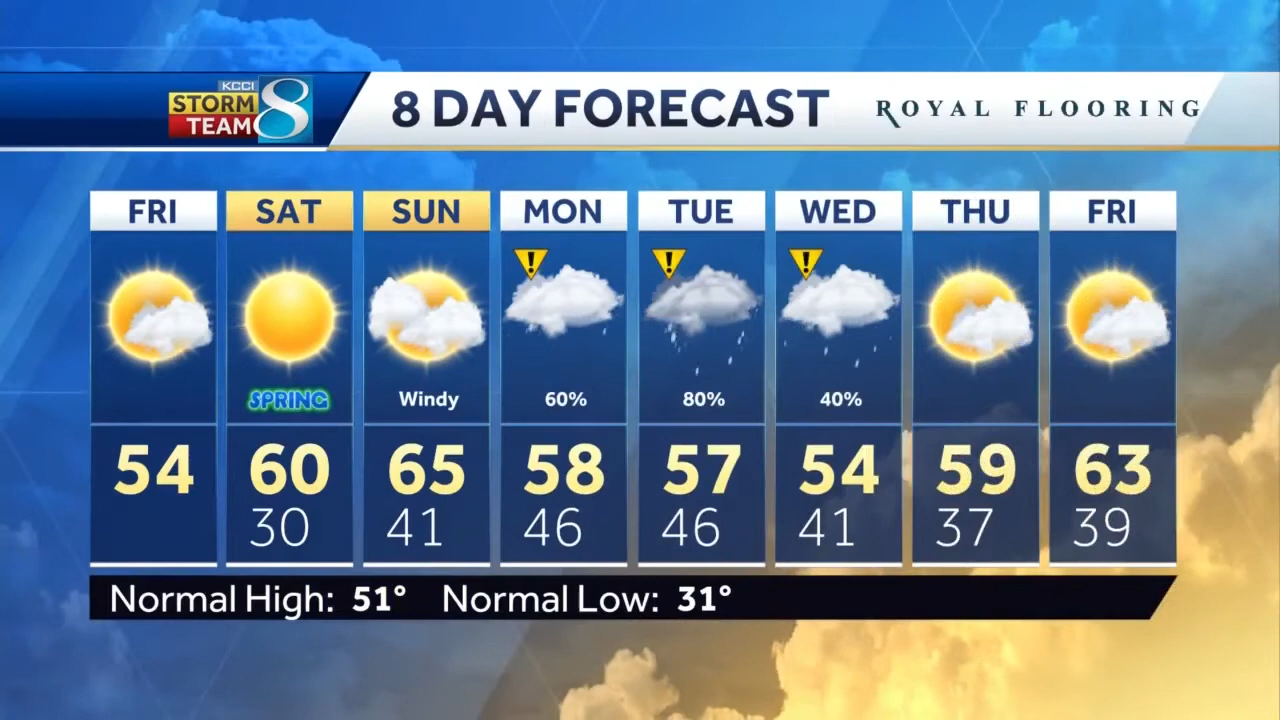 KCCI
STORM
TEAM 8
8 DAY FORECAST
ROYAL FLOORING
FRI SAT SUN MON TUE WED THU FRI
! ! !
SPRING Windy 60% 80% 40%
54 60 65 58 57 54 59 63
30 41 46 46 41 37 39
Normal High: 51° Normal Low: 31°